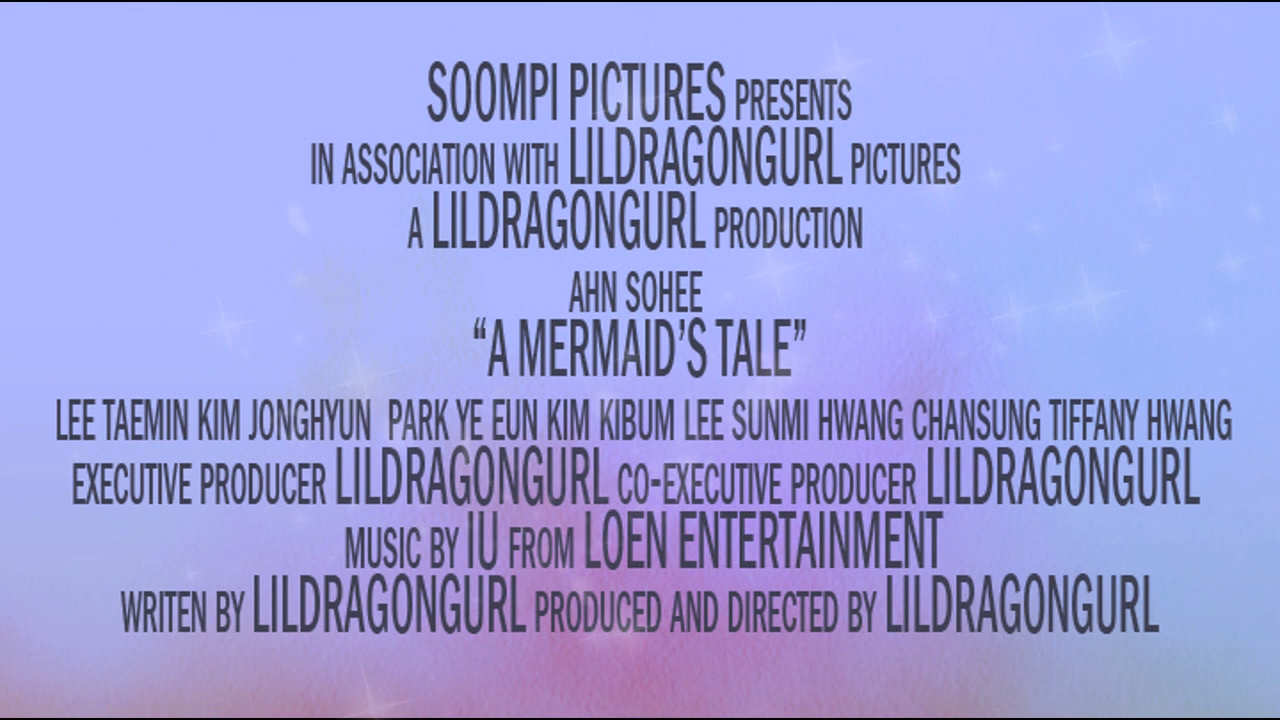 SOOMPI PICTURES PRESENTS
IN ASSOCIATION WITH LILDRAGONGURL PICTURES
A LILDRAGONGURL PRODUCTION
AHN SOHEE
“A MERMAID’S TALE”
LEE TAEMIN KIM JONGHYUN PARK YE EUN KIM KIBUM LEE SUNMI HWANG CHANSUNG TIFFANY HWANG
EXECUTIVE PRODUCER LILDRAGONGURL CO-EXECUTIVE PRODUCER LILDRAGONGURL
MUSIC BY IU FROM LOEN ENTERTAINMENT
WRITEN BY LILDRAGONGURL PRODUCED AND DIRECTED BY LILDRAGONGURL